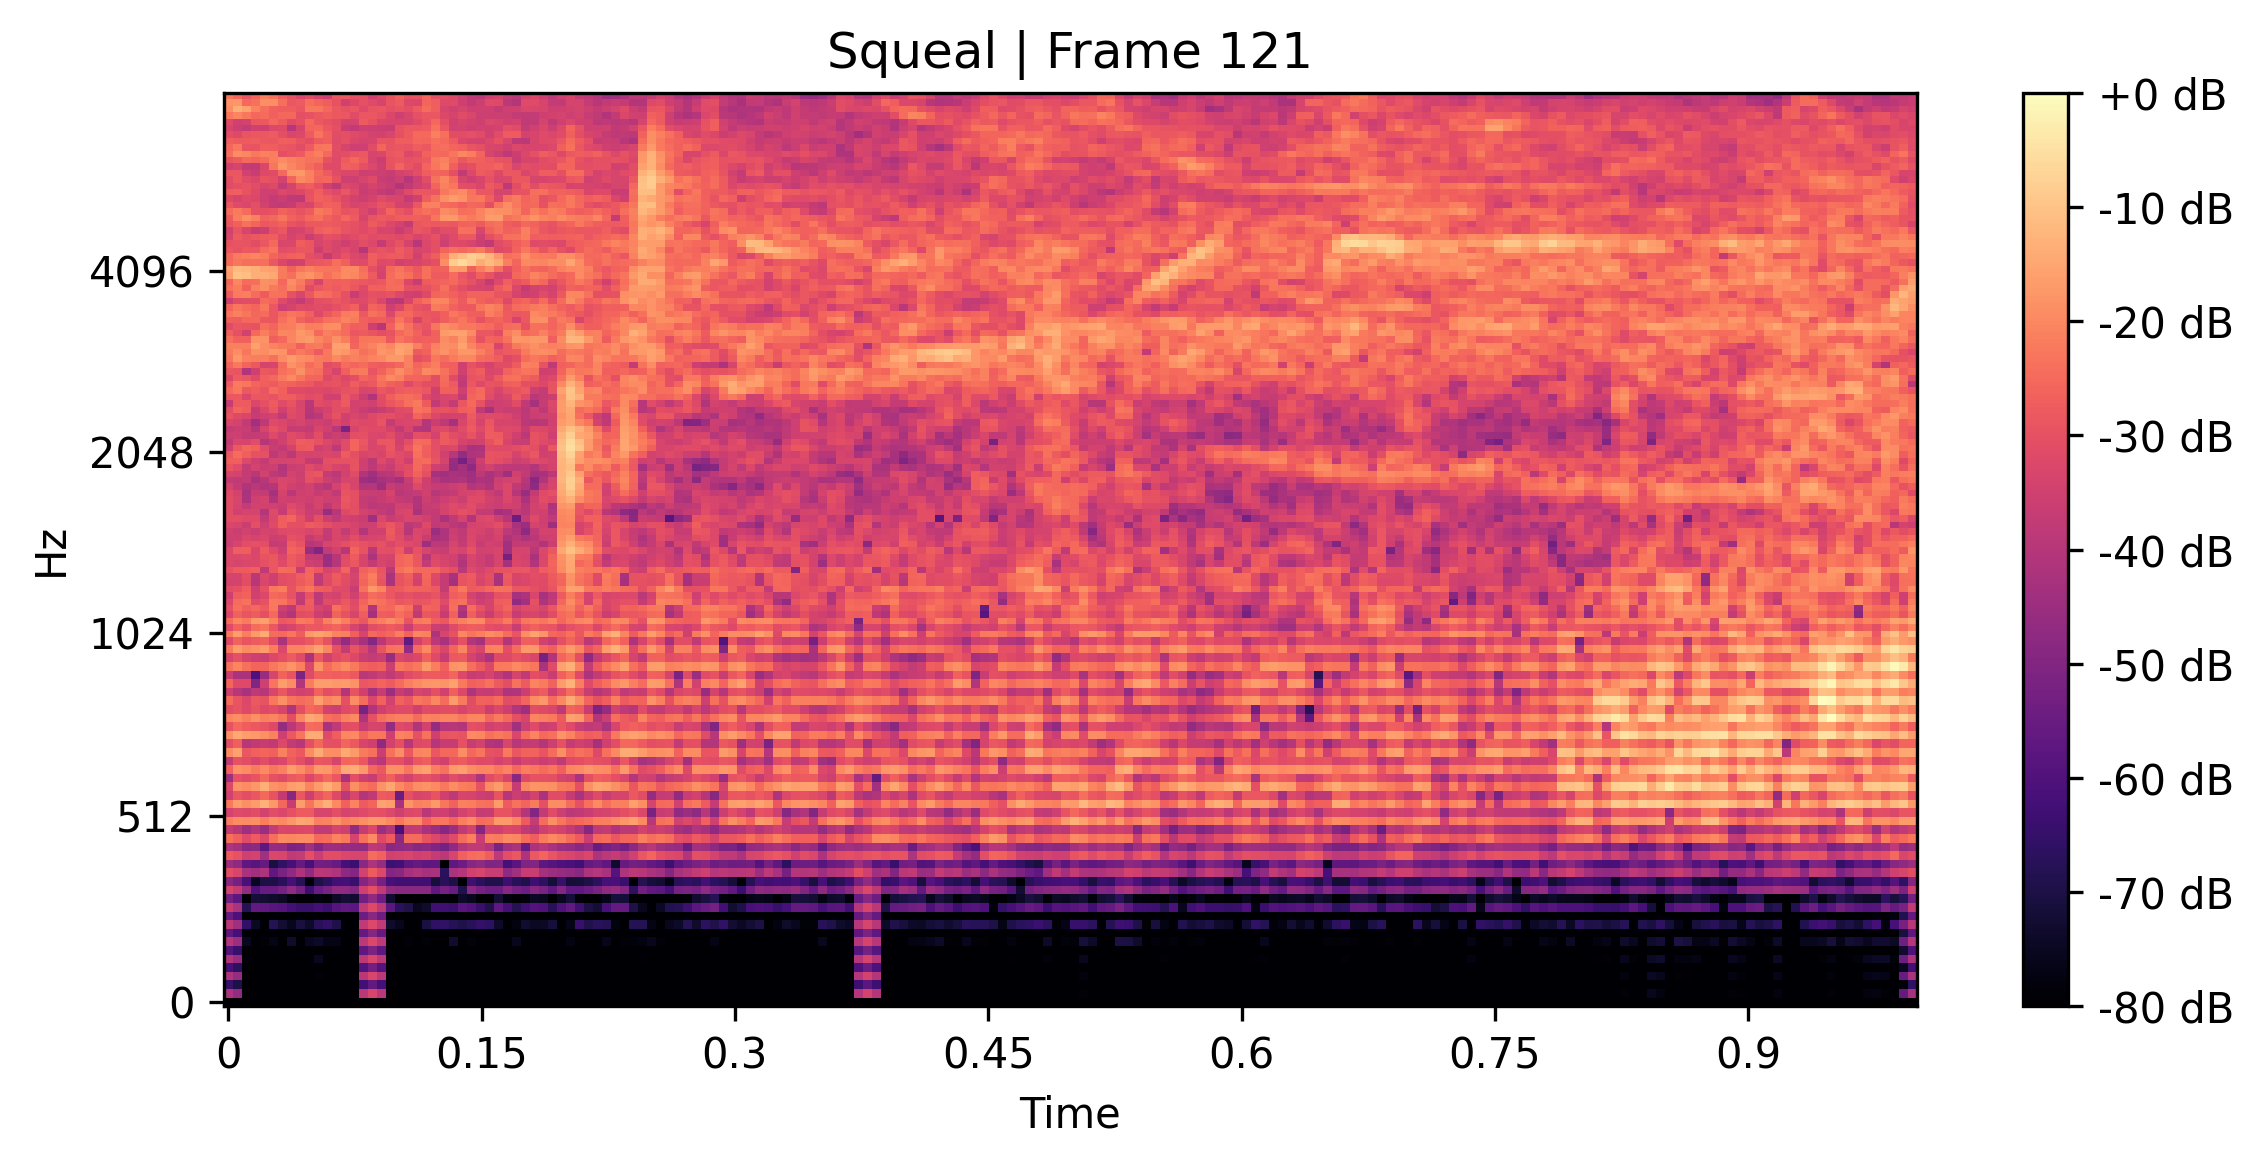 Squeal | Frame 121
+0 dB
-10 dB
-20 dB
-30 dB
-40 dB
-50 dB
-60 dB
-70 dB
-80 dB
Hz
4096
2048
1024
512
0
0 0.15 0.3 0.45 0.6 0.75 0.9
Time